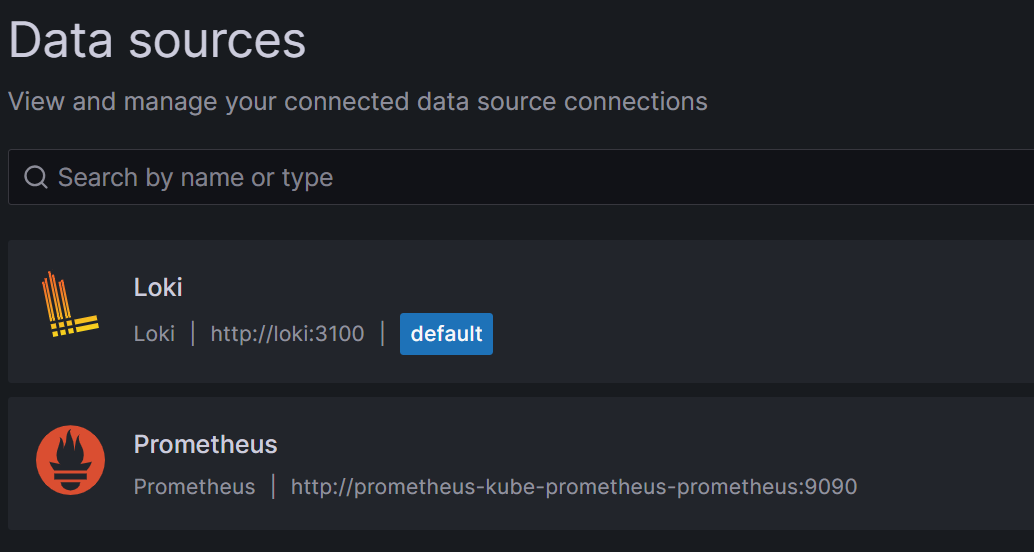 Data sources
View and manage your connected data source connections
Search by name or type
Loki
Loki | http://loki:3100 | default
Prometheus
Prometheus | http://prometheus-kube-prometheus-prometheus:9090